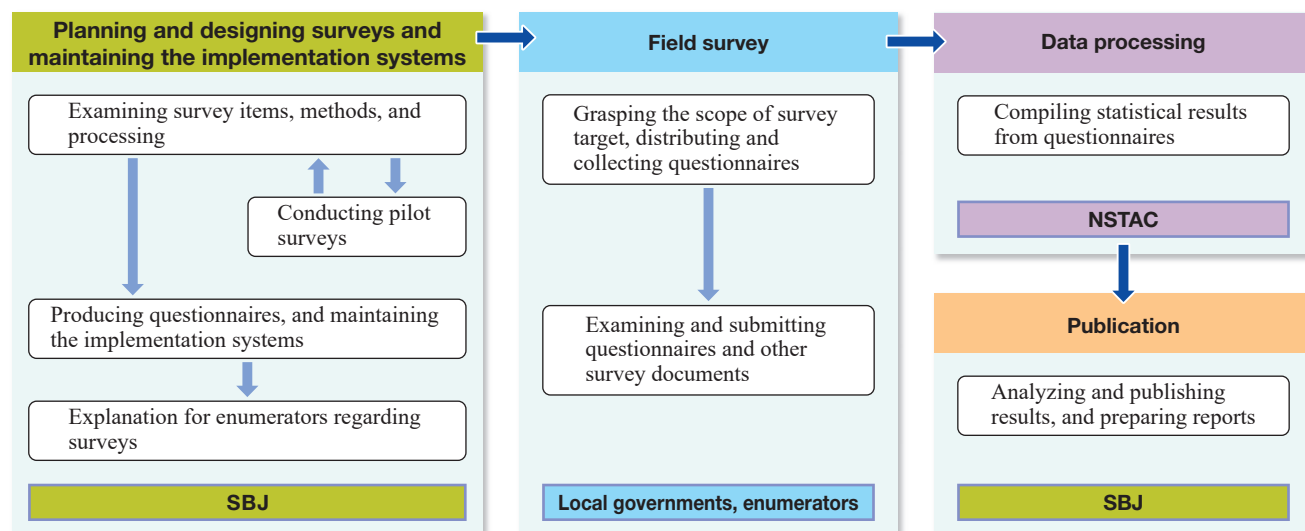 Planning and designing surveys and
maintaining the implementation systems
Examining survey items, methods, and
processing
Conducting pilot
surveys
Producing questionnaires, and maintaining
the implementation systems
Explanation for enumerators regarding
surveys
SBJ
Field survey
Grasping the scope of survey
target, distributing and
collecting questionnaires
Examining and submitting
questionnaires and other
survey documents
Local governments, enumerators
Data processing
Compiling statistical results
from questionnaires
NSTAC
Publication
Analyzing and publishing
results, and preparing reports
SBJ